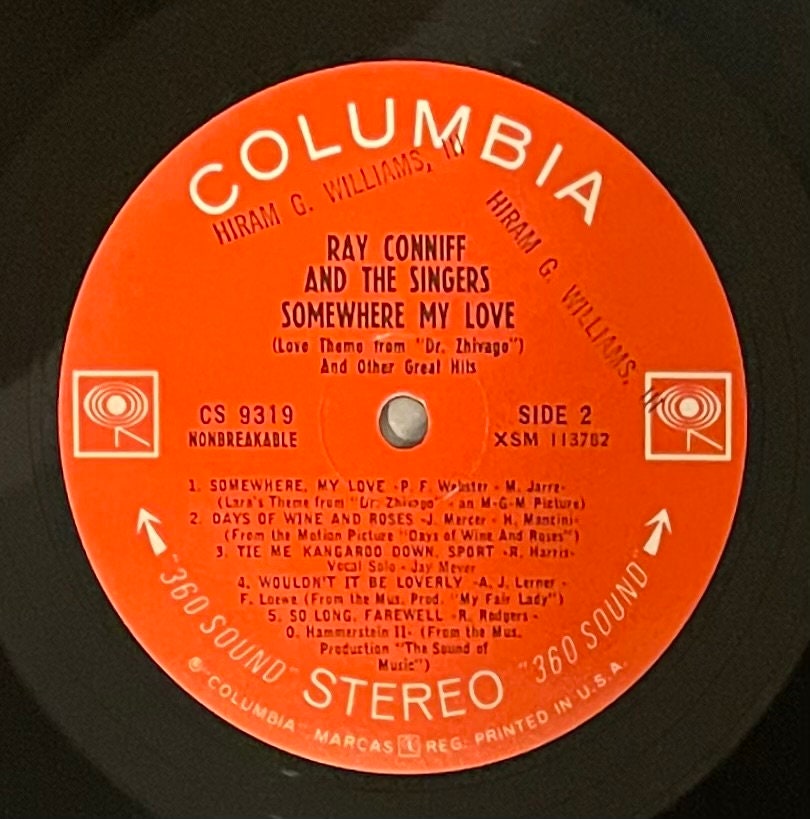 COLUMBIA
HIRAM G. WILLIAMS, III
HIRAM G. WILLIAMS, III
RAY CONNIFF
AND THE SINGERS
SOMEWHERE MY LOVE
(Love Theme from "Dr. Zhivago")
And Other Great Hits
CS 9319
NONBREAKABLE
SIDE 2
XSM 113782
1. SOMEWHERE, MY LOVE -P. F. Webster - M. Jarre-
(Lara's Theme from "Dr. Zhivago" - an M-G-M Picture)
2. DAYS OF WINE AND ROSES -J. Mercer - H. Mancini-
(From the Motion Picture "Days of Wine And Roses")
3. TIE ME KANGAROO DOWN, SPORT -R. Harris-
Vocal Solo - Jay Meyer
4. WOULDN'T IT BE LOVERLY -A. J. Lerner -
F. Loewe (From the Mus. Prod. "My Fair Lady")
5. SO LONG, FAREWELL -R. Rodgers -
O. Hammerstein II- (From the Mus.
Production "The Sound of
Music")
"360 SOUND" STEREO "360 SOUND"
® "COLUMBIA" MARCAS REG. PRINTED IN U.S.A.